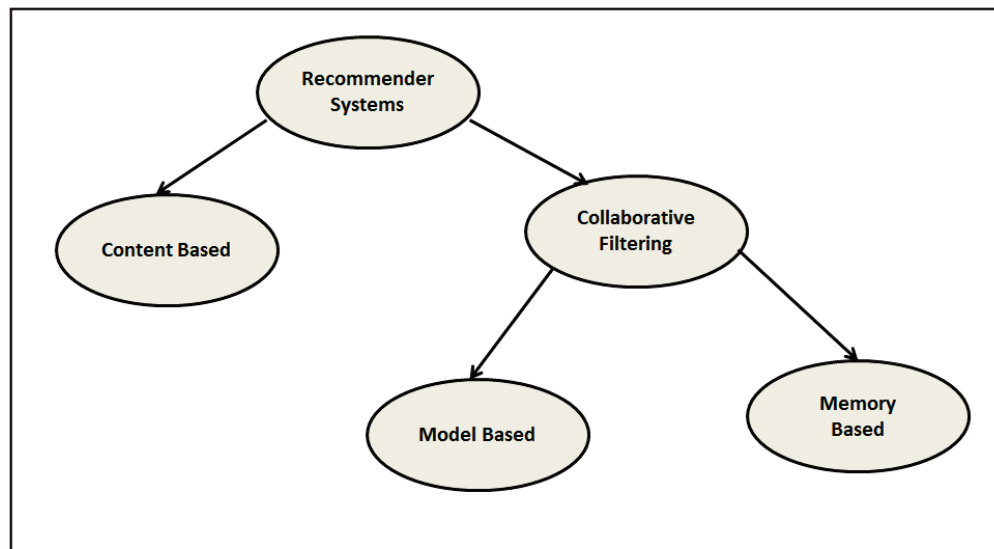 Recommender
Systems
Content Based
Collaborative
Filtering
Model Based
Memory
Based